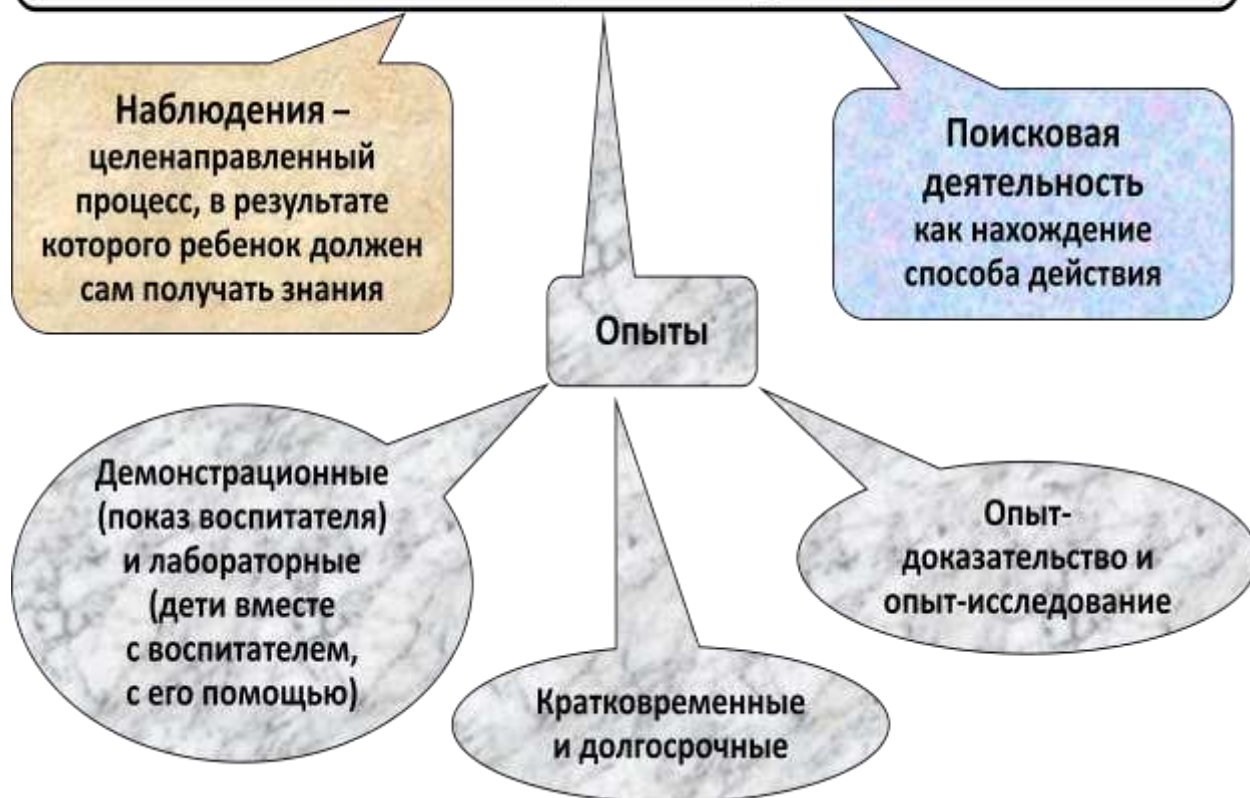 Наблюдения –
целенаправленный
процесс, в результате
которого ребенок должен
сам получать знания
Поисковая
деятельность
как нахождение
способа действия
Опыты
Демонстрационные
(показ воспитателя)
и лабораторные
(дети вместе
с воспитателем,
с его помощью)
Кратковременные
и долгосрочные
Опыт-
доказательство и
опыт-исследование